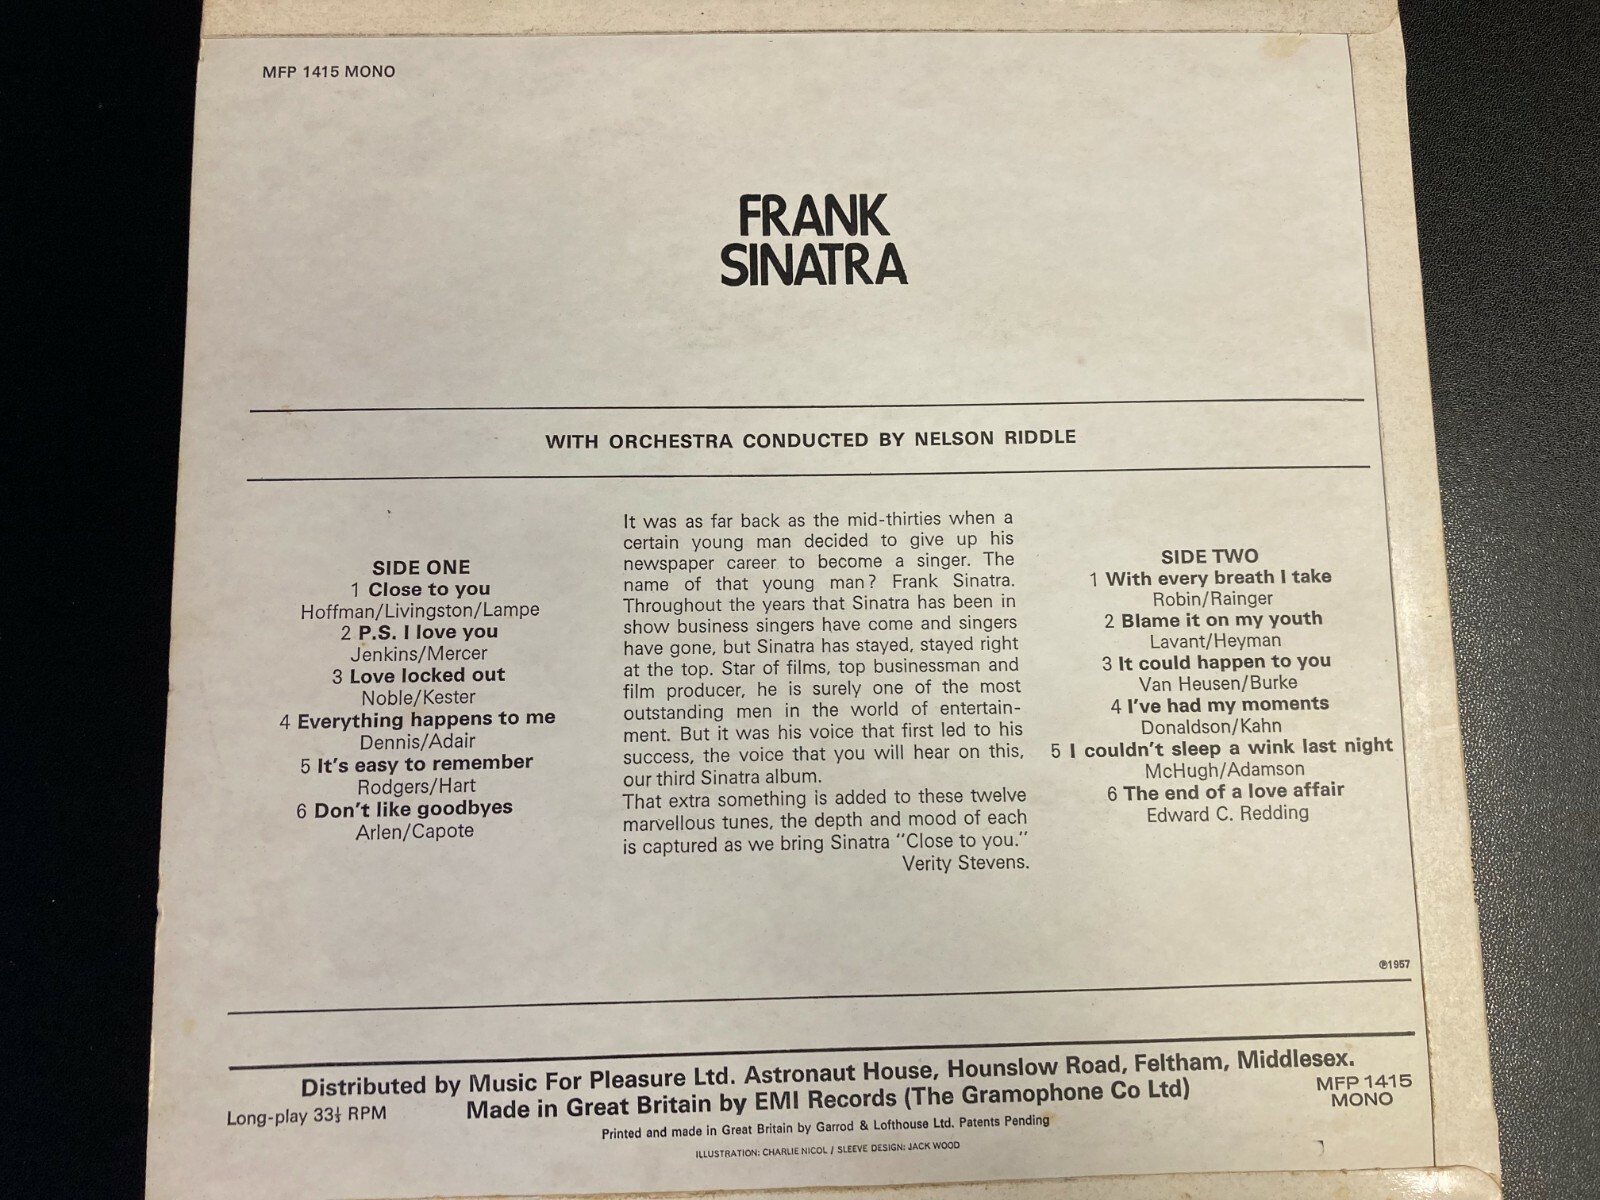 MFP 1415 MONO
FRANK
SINATRA
WITH ORCHESTRA CONDUCTED BY NELSON RIDDLE
SIDE ONE
1 Close to you
Hoffman/Livingston/Lampe
2 P.S. I love you
Jenkins/Mercer
3 Love locked out
Noble/Kester
4 Everything happens to me
Dennis/Adair
5 It's easy to remember
Rodgers/Hart
6 Don't like goodbyes
Arlen/Capote
It was as far back as the mid-thirties when a
certain young man decided to give up his
newspaper career to become a singer. The
name of that young man? Frank Sinatra.
Throughout the years that Sinatra has been in
show business singers have come and singers
have gone, but Sinatra has stayed, stayed right
at the top. Star of films, top businessman and
film producer, he is surely one of the most
outstanding men in the world of entertain-
ment. But it was his voice that first led to his
success, the voice that you will hear on this,
our third Sinatra album.
That extra something is added to these twelve
marvellous tunes, the depth and mood of each
is captured as we bring Sinatra "Close to you."
Verity Stevens.
SIDE TWO
1 With every breath I take
Robin/Rainger
2 Blame it on my youth
Lavant/Heyman
3 It could happen to you
Van Heusen/Burke
4 I've had my moments
Donaldson/Kahn
5 I couldn't sleep a wink last night
McHugh/Adamson
6 The end of a love affair
Edward C. Redding
℗1957
Distributed by Music For Pleasure Ltd. Astronaut House, Hounslow Road, Feltham, Middlesex.
Long-play 33⅓ RPM
Made in Great Britain by EMI Records (The Gramophone Co Ltd)
MFP 1415
MONO
Printed and made in Great Britain by Garrod & Lofthouse Ltd. Patents Pending
ILLUSTRATION: CHARLIE NICOL / SLEEVE DESIGN: JACK WOOD